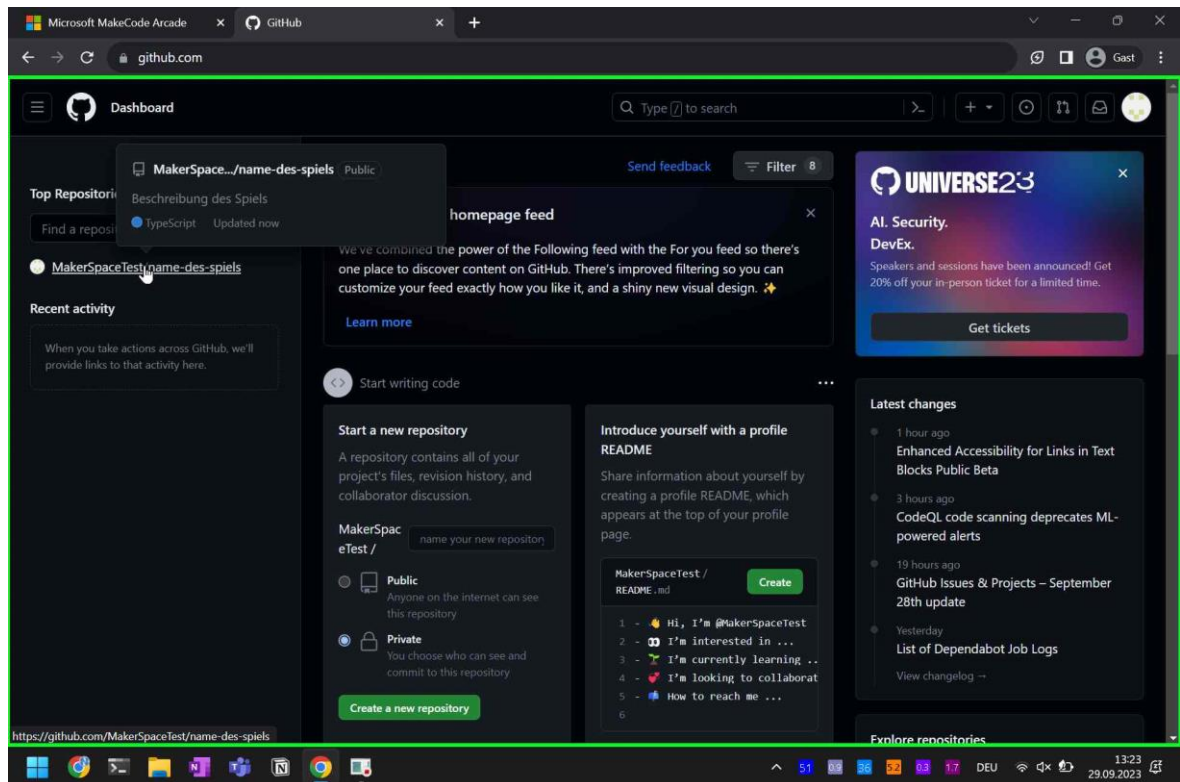 Microsoft MakeCode Arcade
GitHub
github.com
Gast
Dashboard
Type / to search
MakerSpace.../name-des-spiels Public
Beschreibung des Spiels
TypeScript Updated now
Top Repositorie
Find a reposi
MakerSpaceTest/name-des-spiels
Recent activity
When you take actions across GitHub, we'll
provide links to that activity here.
Send feedback
Filter 8
homepage feed
We've combined the power of the Following feed with the For you feed so there's
one place to discover content on GitHub. There's improved filtering so you can
customize your feed exactly how you like it, and a shiny new visual design. ✨
Learn more
Start writing code
Start a new repository
A repository contains all of your
project's files, revision history, and
collaborator discussion.
MakerSpac
eTest /
name your new repository
Public
Anyone on the internet can see
this repository
Private
You choose who can see and
commit to this repository
Create a new repository
Introduce yourself with a profile
README
Share information about yourself by
creating a profile README, which
appears at the top of your profile
page.
MakerSpaceTest /
README.md
Create
1 - 👋 Hi, I'm @MakerSpaceTest
2 - 👀 I'm interested in ...
3 - 🌱 I'm currently learning ..
4 - 💞️ I'm looking to collaborat
5 - 📫 How to reach me ...
6
UNIVERSE23
AI. Security.
DevEx.
Speakers and sessions have been announced! Get
20% off your in-person ticket for a limited time.
Get tickets
Latest changes
1 hour ago
Enhanced Accessibility for Links in Text
Blocks Public Beta
3 hours ago
CodeQL code scanning deprecates ML-
powered alerts
19 hours ago
GitHub Issues & Projects – September
28th update
Yesterday
List of Dependabot Job Logs
View changelog →
Explore repositories
https://github.com/MakerSpaceTest/name-des-spiels
51 0.9 36 5.2 0.3 1.7 DEU
13:23
29.09.2023